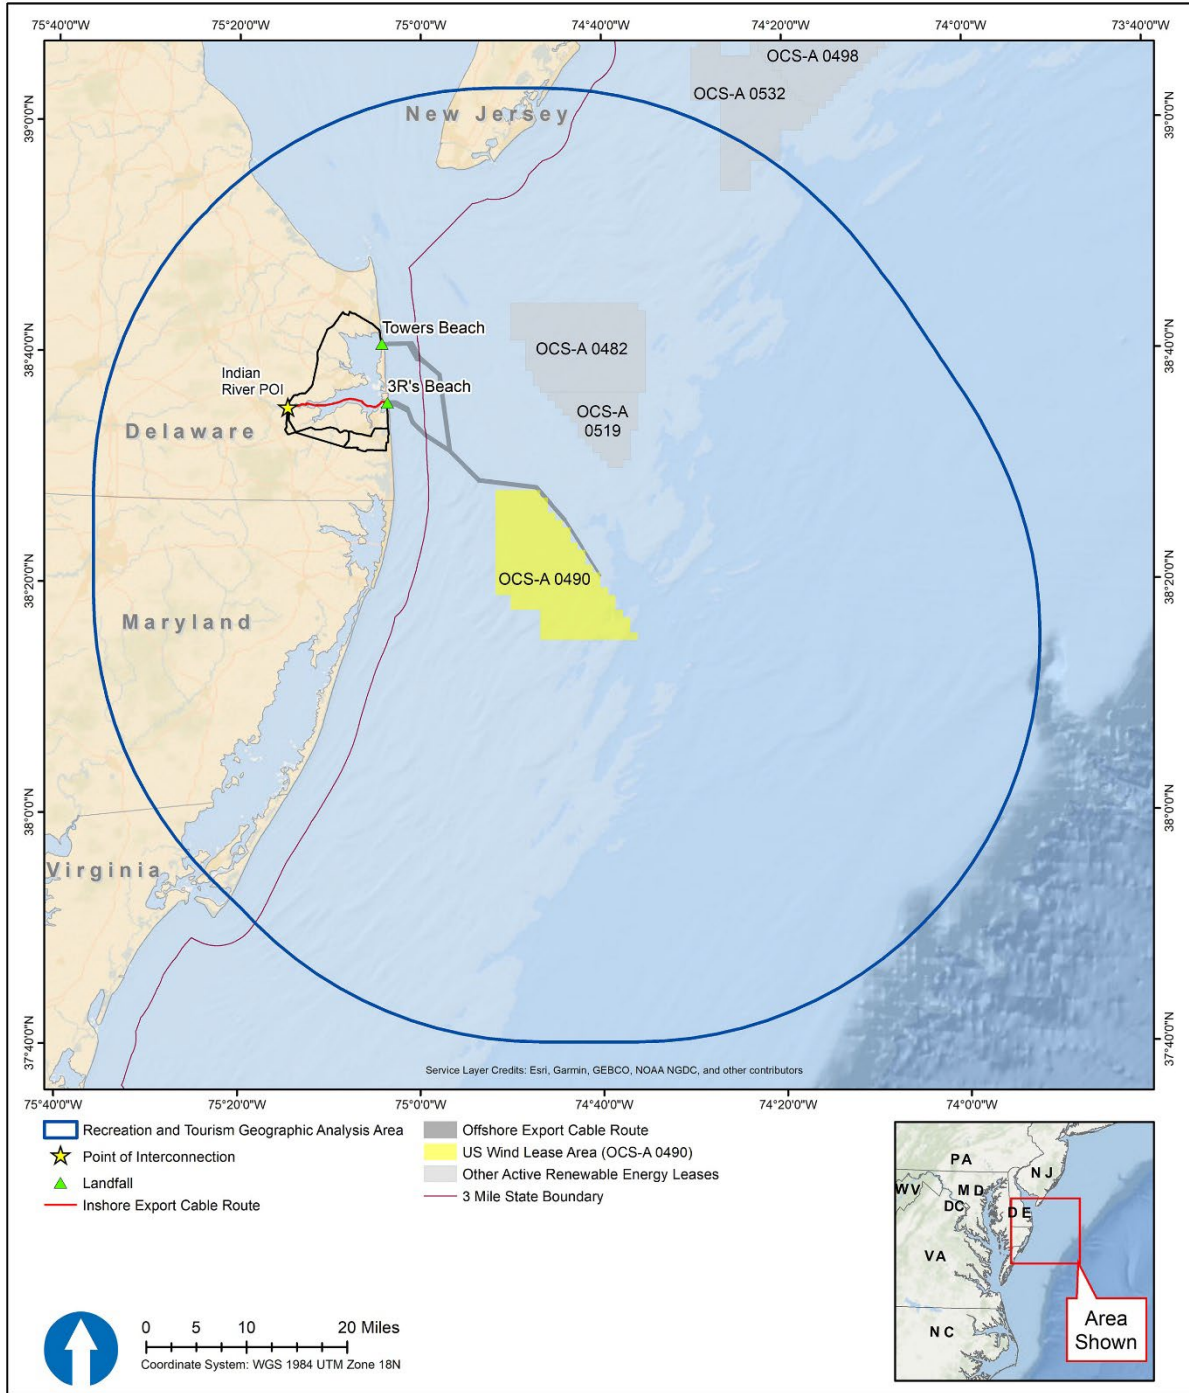 75°40'0"W 75°20'0"W 75°0'0"W 74°40'0"W 74°20'0"W 74°0'0"W 73°40'0"W
OCS-A 0498
OCS-A 0532
New Jersey
39°0'0"N 39°0'0"N
Towers Beach
38°40'0"N 38°40'0"N
OCS-A 0482
Indian
River POI
3R's Beach
OCS-A
0519
Delaware
OCS-A 0490
38°20'0"N 38°20'0"N
Maryland
38°0'0"N 38°0'0"N
Virginia
37°40'0"N 37°40'0"N
Service Layer Credits: Esri, Garmin, GEBCO, NOAA NGDC, and other contributors
75°40'0"W 75°20'0"W 75°0'0"W 74°40'0"W 74°20'0"W 74°0'0"W
Recreation and Tourism Geographic Analysis Area
Point of Interconnection
Landfall
Inshore Export Cable Route
Offshore Export Cable Route
US Wind Lease Area (OCS-A 0490)
Other Active Renewable Energy Leases
3 Mile State Boundary
PA
NJ
WV
MD
DC
DE
VA
NC
Area
Shown
0 5 10 20 Miles
Coordinate System: WGS 1984 UTM Zone 18N